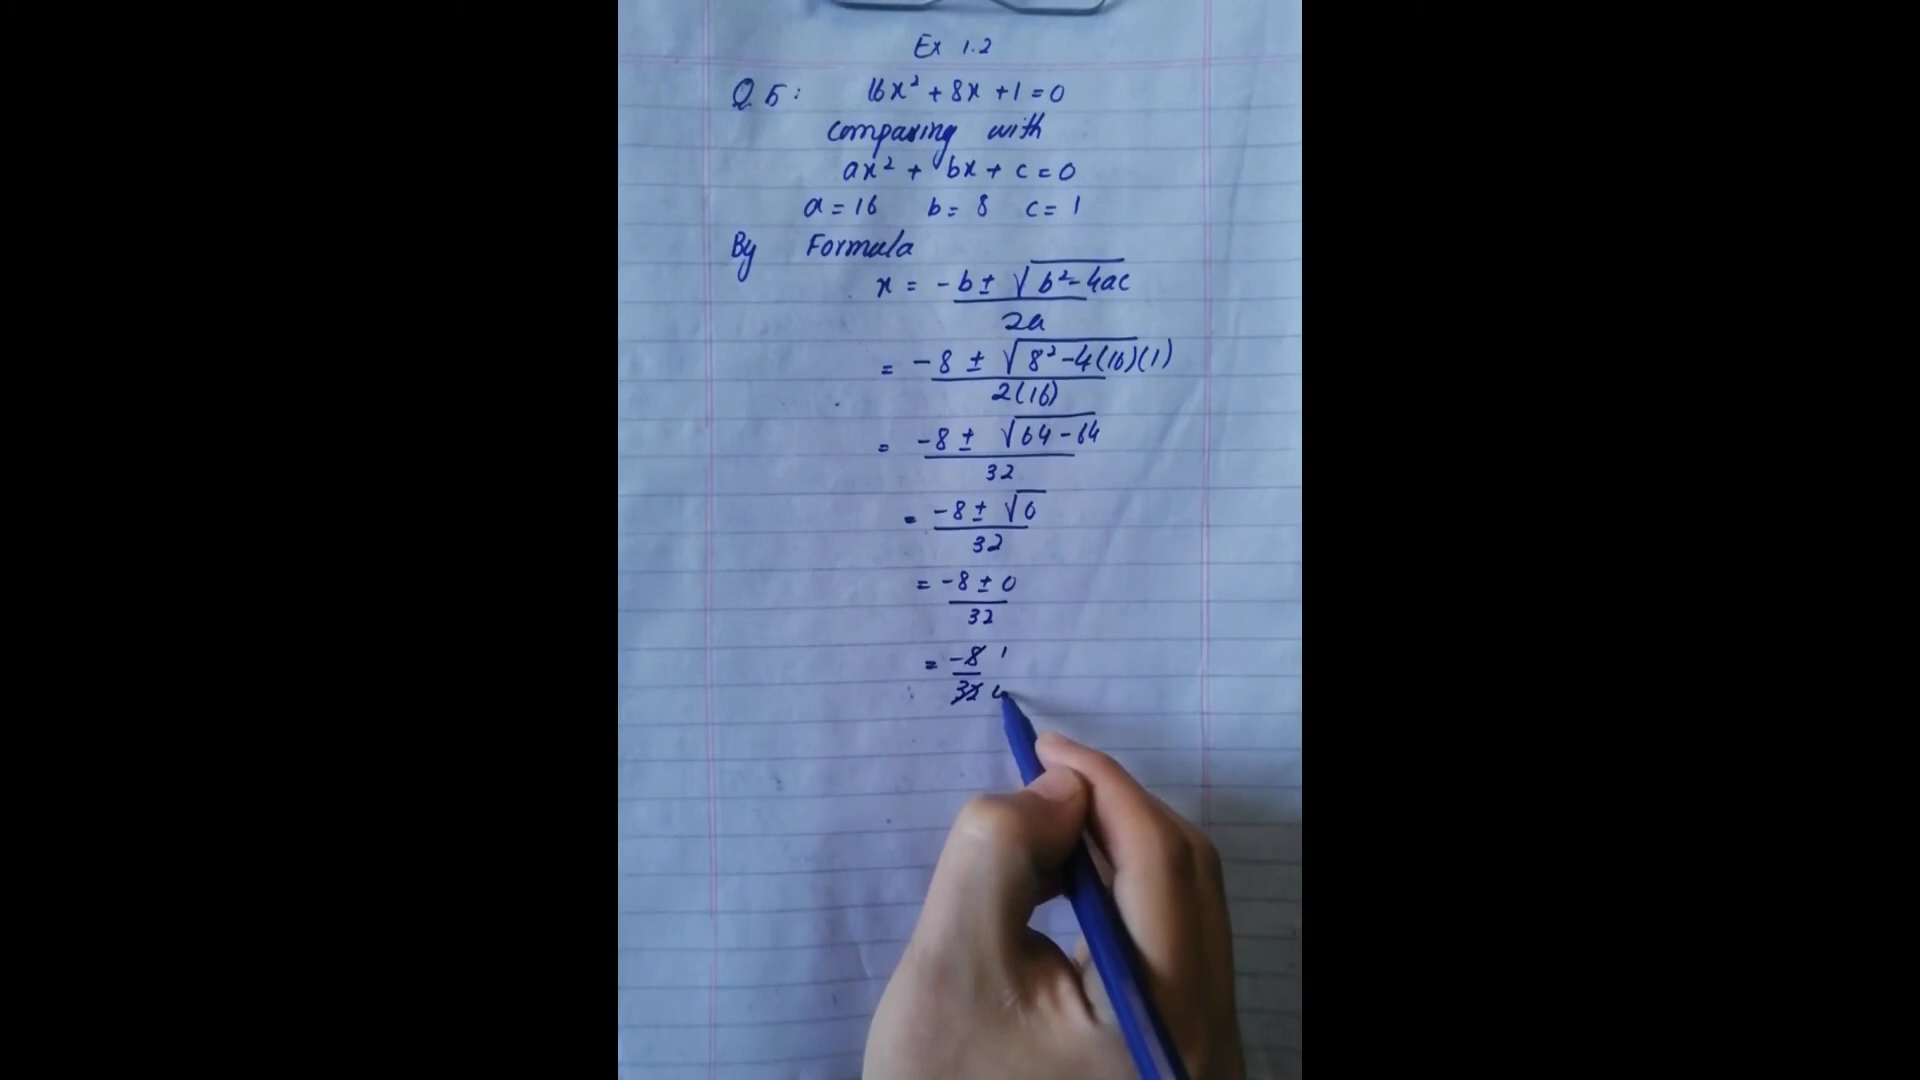 Ex 1.2
Q 5: 16x² + 8x + 1 = 0
comparing with
ax² + bx + c = 0
a = 16 b = 8 c = 1
By Formula
x = -b ± √b² - 4ac
2a
= -8 ± √8² - 4(16)(1)
2(16)
= -8 ± √64 - 64
32
= -8 ± √0
32
= -8 ± 0
32
= -8 1
32